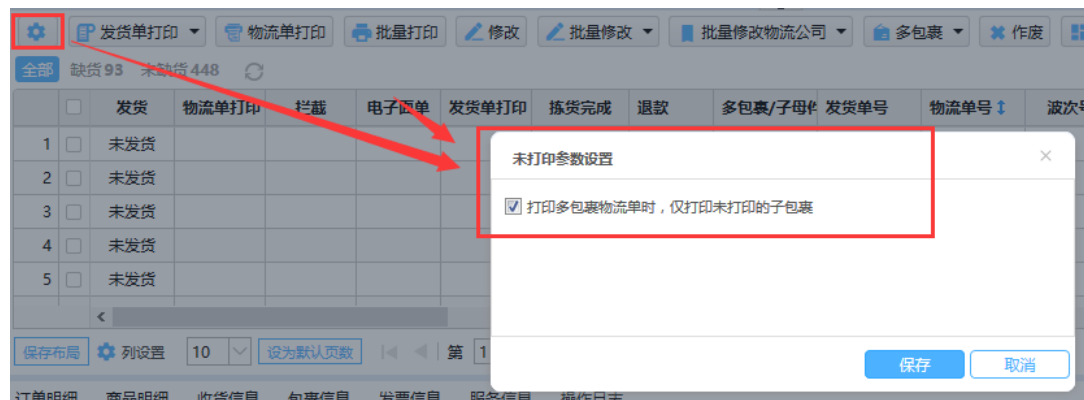 发货单打印 物流单打印 批量打印 修改 批量修改 批量修改物流公司 多包裹 作废
全部 缺货93 未缺货448
发货 物流单打印 拦截 电子面单 发货单打印 拣货完成 退款 多包裹/子母件 发货单号 物流单号 波次号
1 未发货
2 未发货
3 未发货
4 未发货
5 未发货
未打印参数设置
打印多包裹物流单时，仅打印未打印的子包裹
保存 取消
保存布局 列设置 10 设为默认页数 第 1
订单明细 商品明细 收货信息 包裹信息 发票信息 服务信息 操作日志